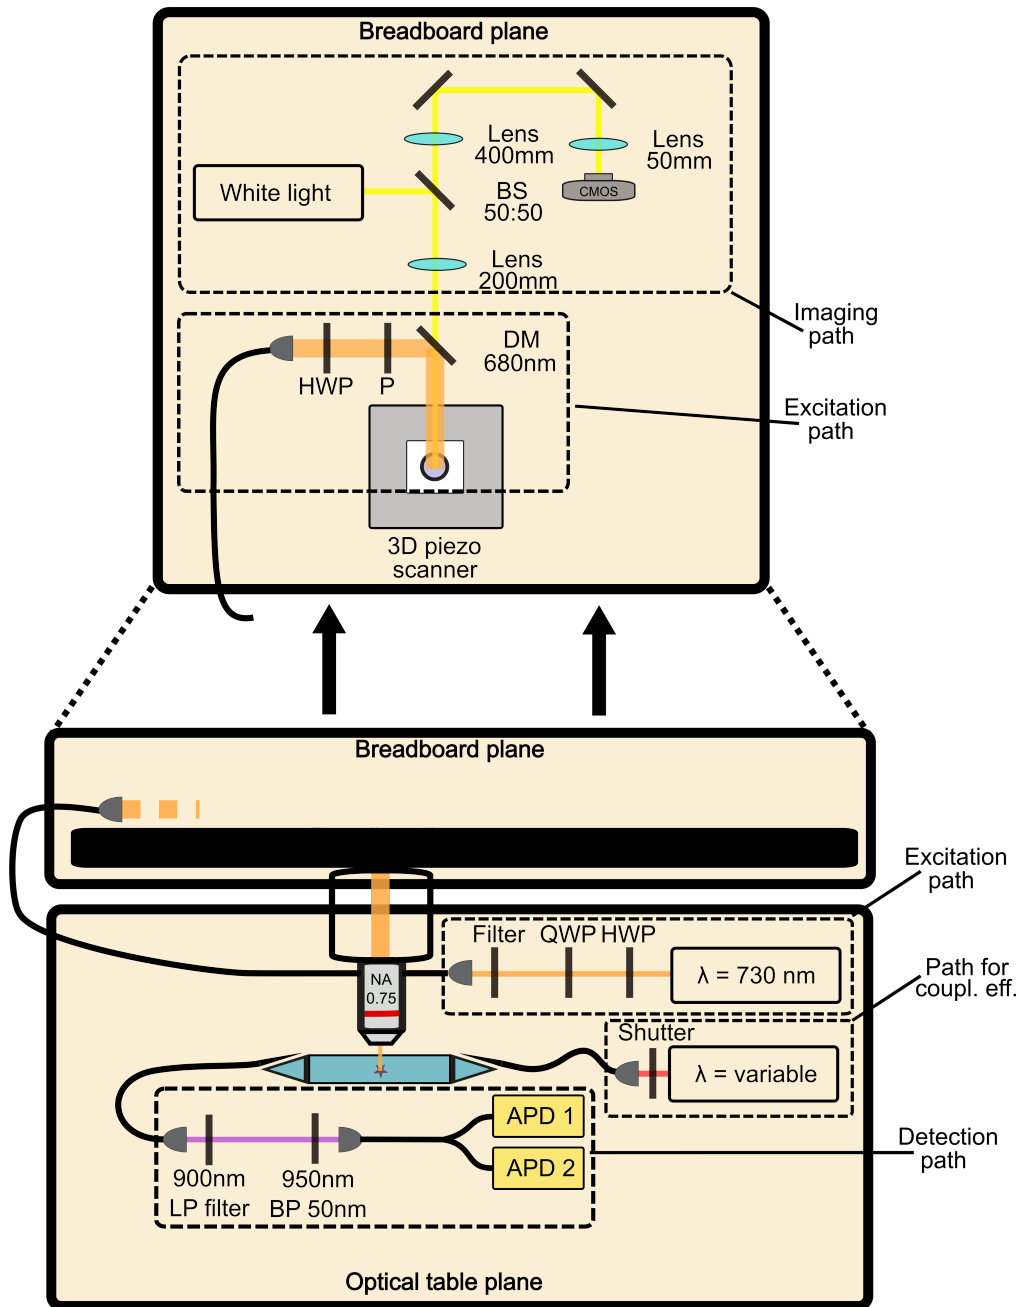 Breadboard plane
Lens
400mm
Lens
50mm
White light
BS
50:50
CMOS
Lens
200mm
Imaging
path
DM
680nm
HWP
P
Excitation
path
3D piezo
scanner
Breadboard plane
Excitation
path
Filter
QWP
HWP
NA
0.75
λ = 730 nm
Path for
coupl. eff.
Shutter
λ = variable
APD 1
APD 2
Detection
path
900nm
LP filter
950nm
BP 50nm
Optical table plane